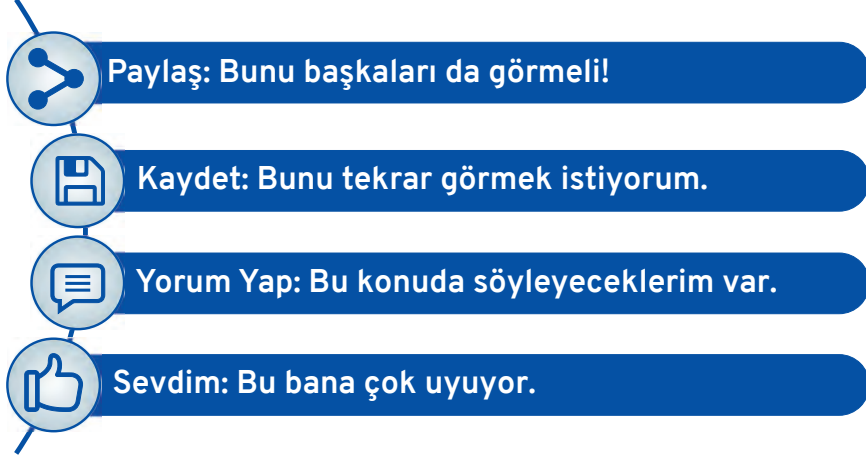 Paylaş: Bunu başkaları da görmeli!
Kaydet: Bunu tekrar görmek istiyorum.
Yorum Yap: Bu konuda söyleyeceklerim var.
Sevdim: Bu bana çok uyuyor.